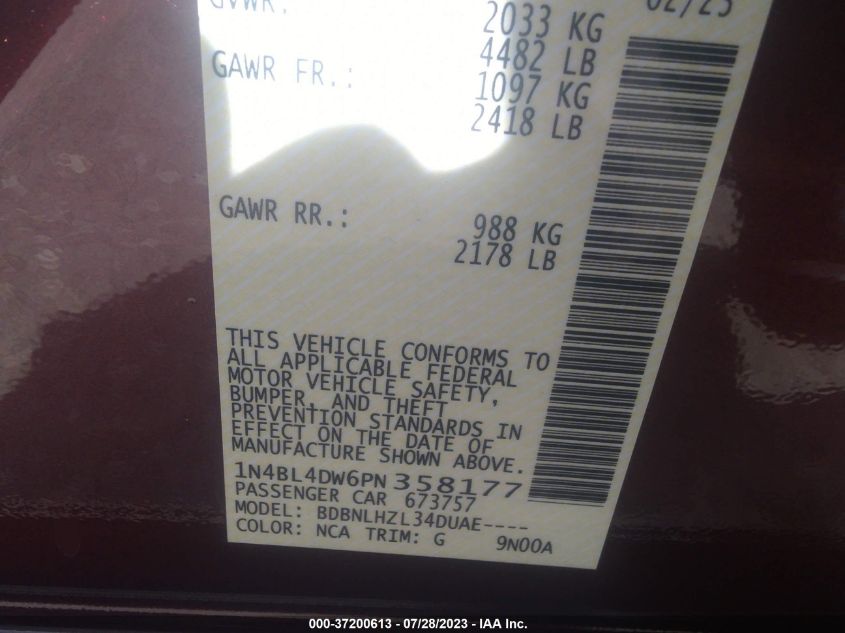 GVWR: 2033 KG 02/23
4482 LB
GAWR FR.: 1097 KG
2418 LB
GAWR RR.: 988 KG
2178 LB
THIS VEHICLE CONFORMS TO
ALL APPLICABLE FEDERAL
MOTOR VEHICLE SAFETY,
BUMPER, AND THEFT
PREVENTION STANDARDS IN
EFFECT ON THE DATE OF
MANUFACTURE SHOWN ABOVE.
1N4BL4DW6PN358177
PASSENGER CAR 673757
MODEL: BDBNLHZL34DUAE----
COLOR: NCA TRIM: G 9N00A
000-37200613 - 07/28/2023 - IAA Inc.